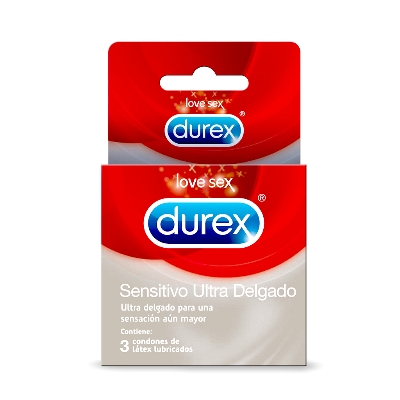 love sex
durex®
love sex
durex®
Sensitivo Ultra Delgado
Ultra delgado para una
sensación aún mayor
Contiene:
3 condones de
látex lubricados